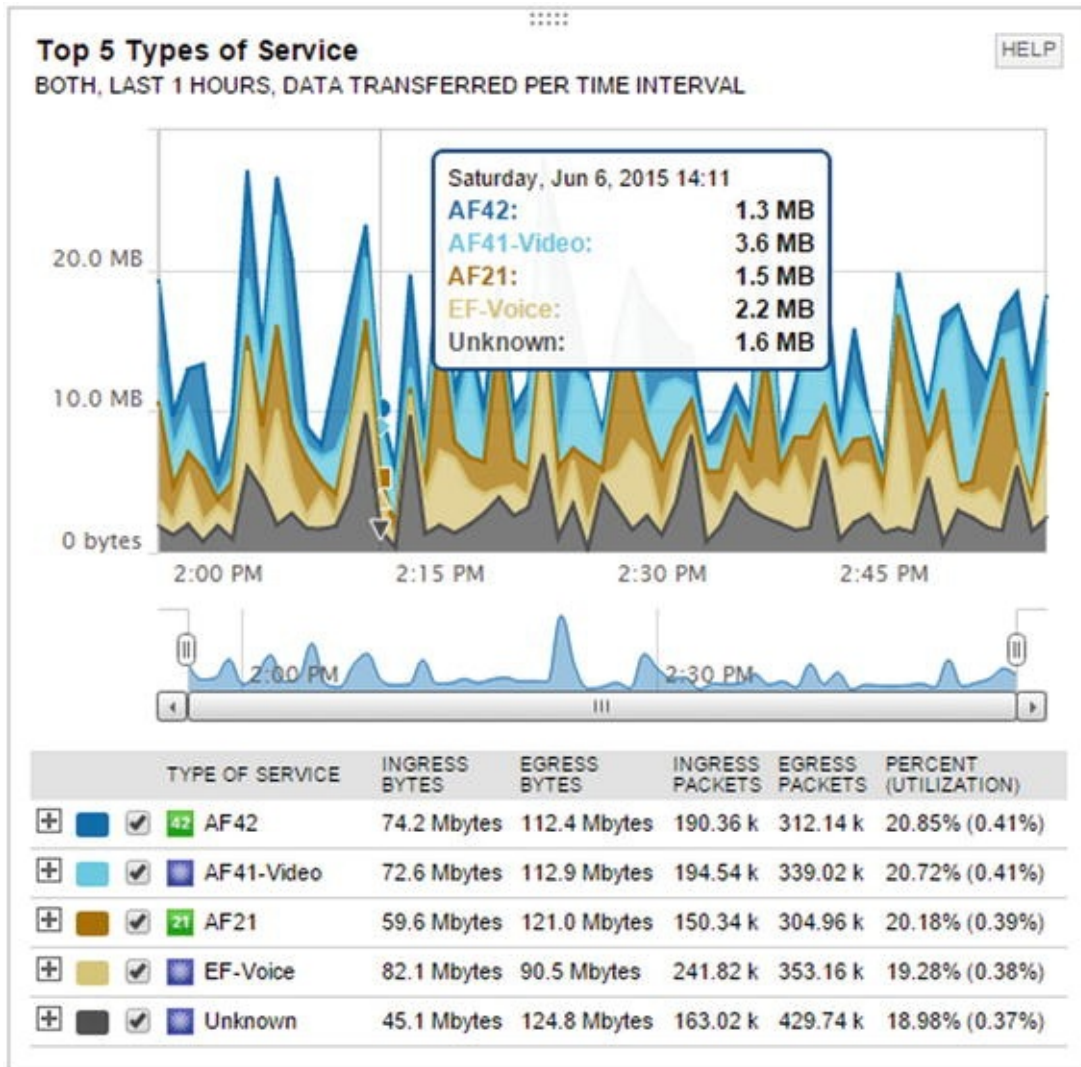 Top 5 Types of Service
HELP
BOTH, LAST 1 HOURS, DATA TRANSFERRED PER TIME INTERVAL
Saturday, Jun 6, 2015 14:11
AF42: 1.3 MB
AF41-Video: 3.6 MB
AF21: 1.5 MB
EF-Voice: 2.2 MB
Unknown: 1.6 MB
20.0 MB
10.0 MB
0 bytes
2:00 PM 2:15 PM 2:30 PM 2:45 PM
2:00 PM 2:30 PM
TYPE OF SERVICE INGRESS BYTES EGRESS BYTES INGRESS PACKETS EGRESS PACKETS PERCENT (UTILIZATION)
42 AF42 74.2 Mbytes 112.4 Mbytes 190.36 k 312.14 k 20.85% (0.41%)
AF41-Video 72.6 Mbytes 112.9 Mbytes 194.54 k 339.02 k 20.72% (0.41%)
21 AF21 59.6 Mbytes 121.0 Mbytes 150.34 k 304.96 k 20.18% (0.39%)
EF-Voice 82.1 Mbytes 90.5 Mbytes 241.82 k 353.16 k 19.28% (0.38%)
Unknown 45.1 Mbytes 124.8 Mbytes 163.02 k 429.74 k 18.98% (0.37%)